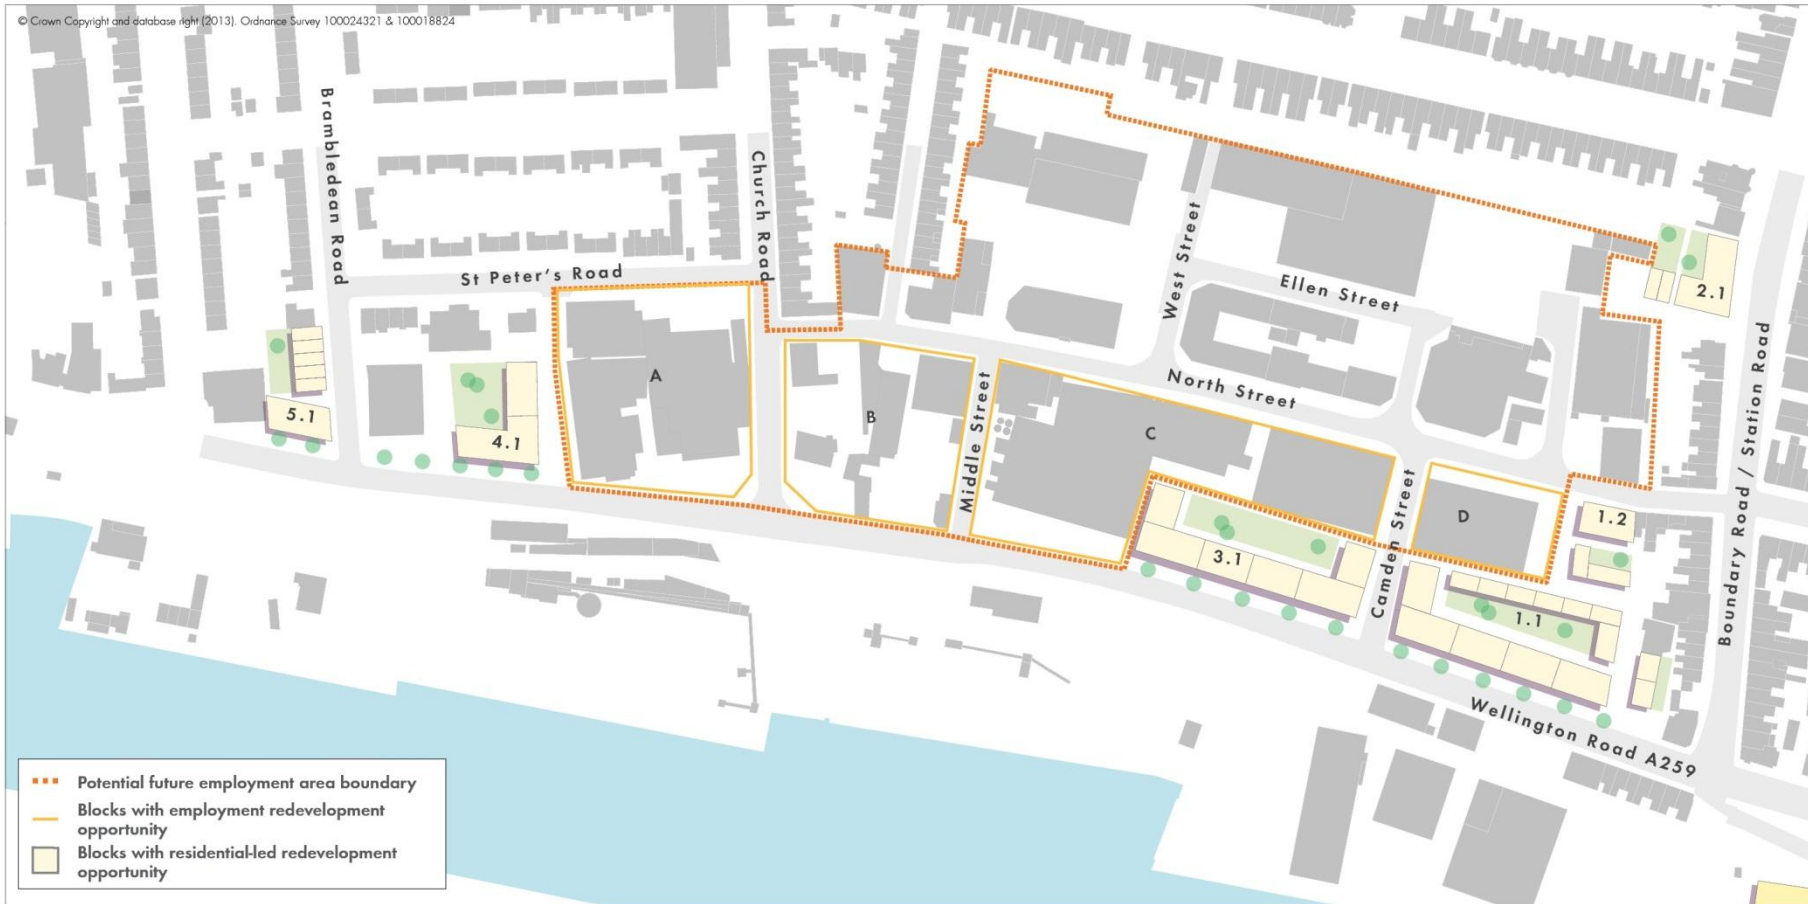 © Crown Copyright and database right (2013). Ordnance Survey 100024321 & 100018824
Brambledean Road
St Peter's Road
Church Road
West Street
Ellen Street
North Street
Middle Street
Camden Street
Boundary Road / Station Road
Wellington Road A259
A
B
C
D
2.1
5.1
4.1
3.1
1.2
1.1
Potential future employment area boundary
Blocks with employment redevelopment
opportunity
Blocks with residential-led redevelopment
opportunity